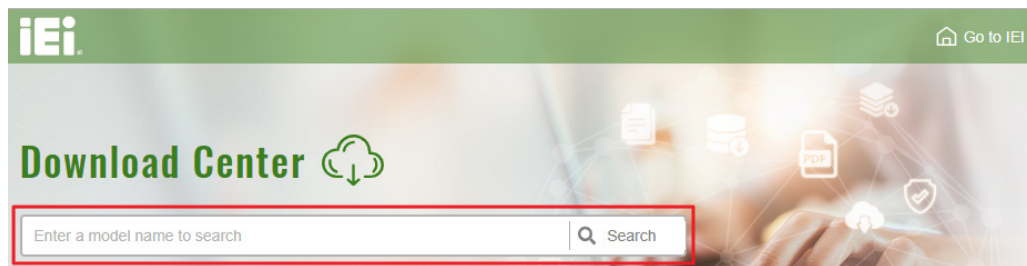 iEi
Go to IEI
Download Center
PDF
Enter a model name to search
Search